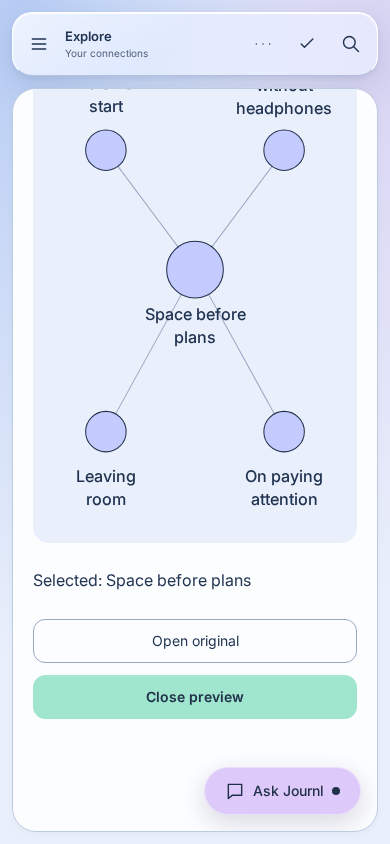 Explore
Your connections
...
start
without
headphones
Space before
plans
Leaving
room
On paying
attention
Selected: Space before plans
Open original
Close preview
Ask Journl